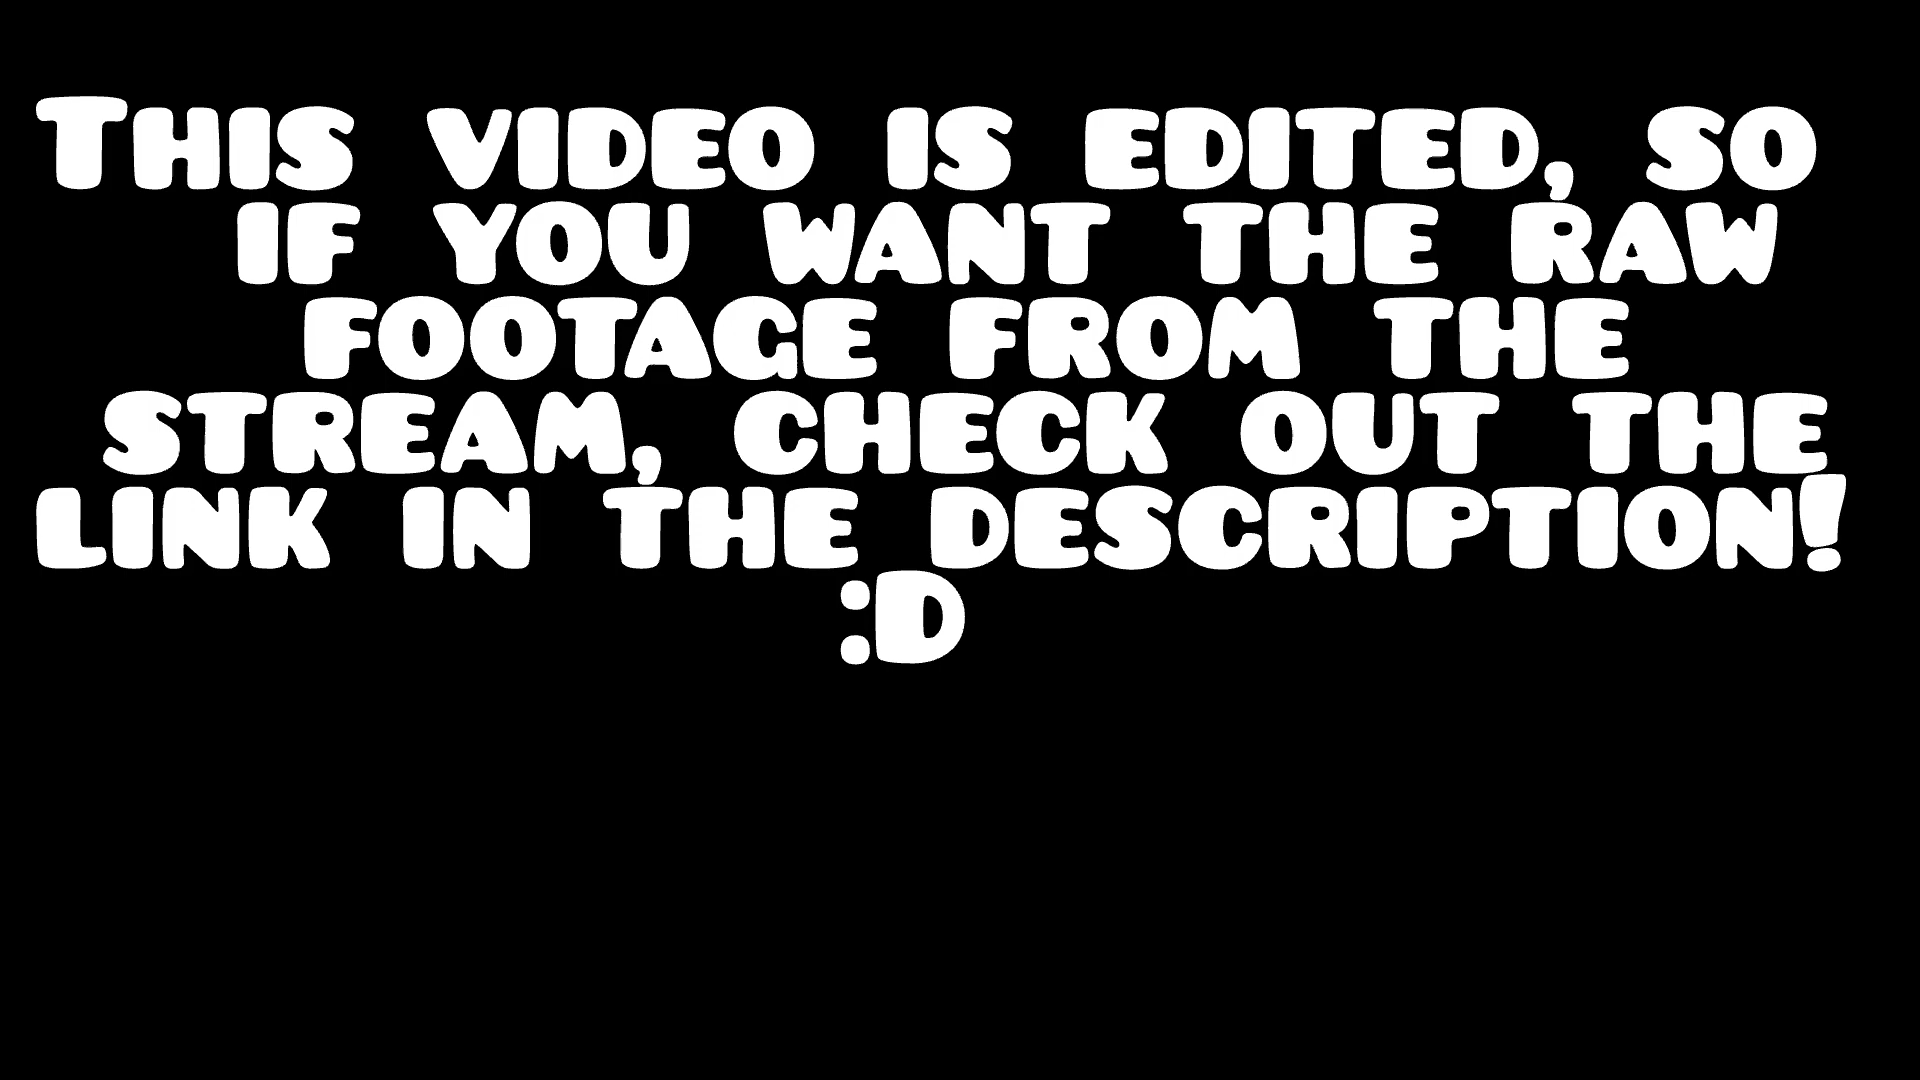 This video is edited, so
if you want the raw
footage from the
stream, check out the
link in the description!
:D